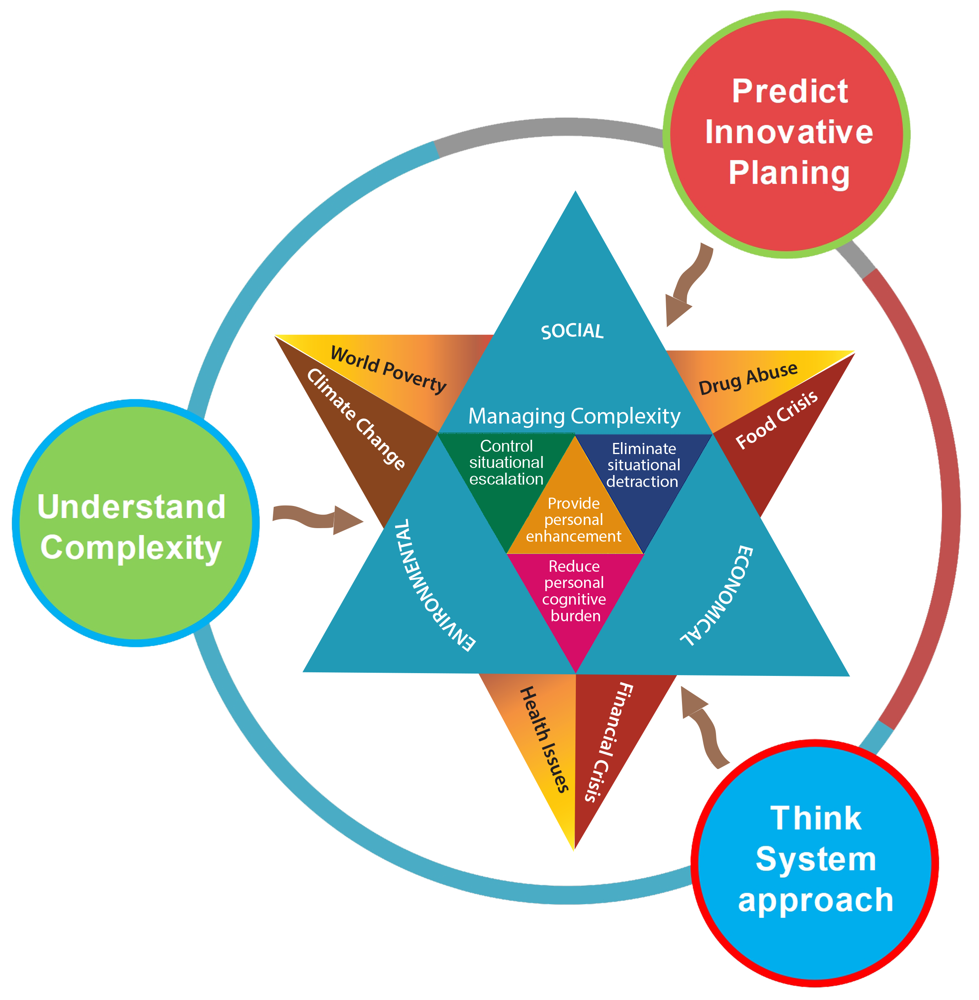 Predict
Innovative
Planing
SOCIAL
World Poverty
Climate Change
Drug Abuse
Food Crisis
Managing Complexity
Control
situational
escalation
Eliminate
situational
detraction
Provide
personal
enhancement
Reduce
personal
cognitive
burden
Understand
Complexity
ENVIRONMENTAL
ECONOMICAL
Health Issues
Financial Crisis
Think
System
approach